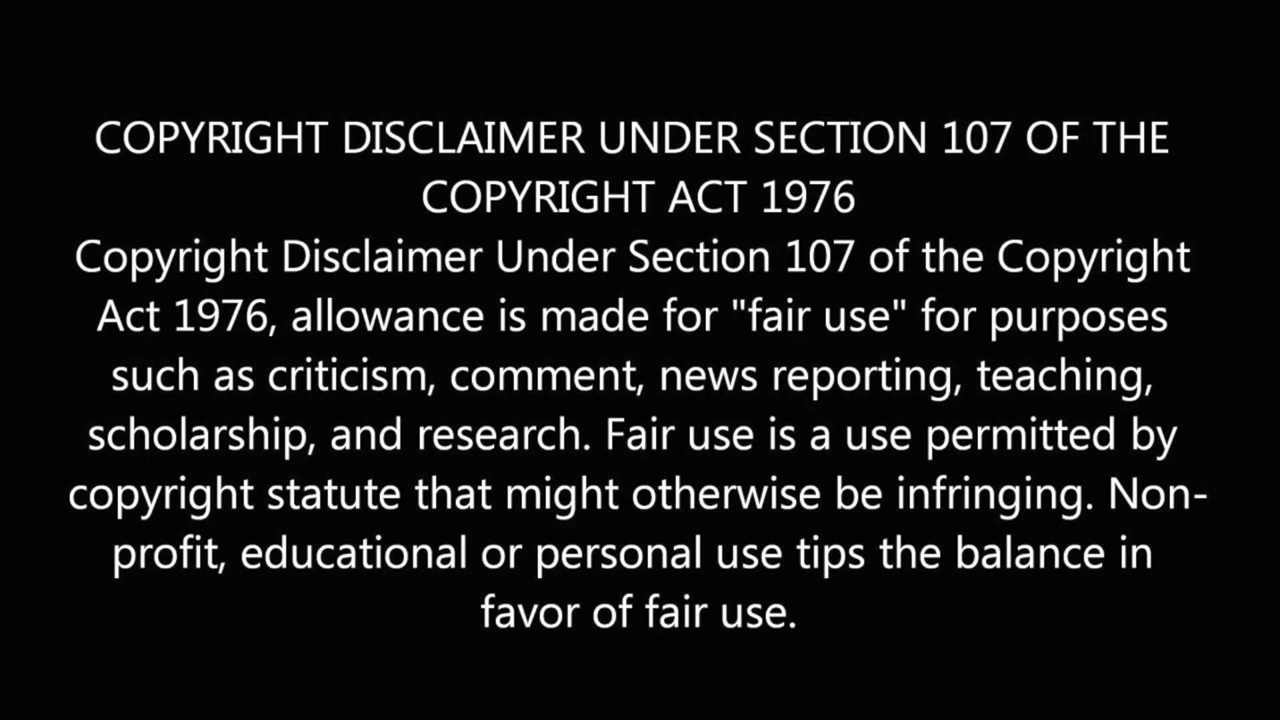 COPYRIGHT DISCLAIMER UNDER SECTION 107 OF THE
COPYRIGHT ACT 1976
Copyright Disclaimer Under Section 107 of the Copyright
Act 1976, allowance is made for "fair use" for purposes
such as criticism, comment, news reporting, teaching,
scholarship, and research. Fair use is a use permitted by
copyright statute that might otherwise be infringing. Non-
profit, educational or personal use tips the balance in
favor of fair use.